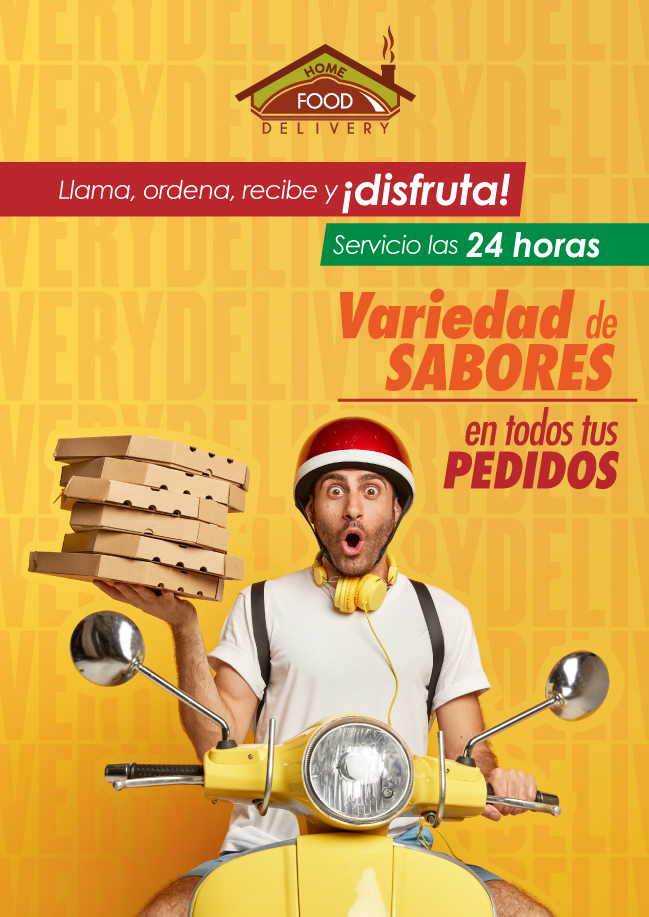 HOME
FOOD
DELIVERY
Llama, ordena, recibe y ¡disfruta!
Servicio las 24 horas
Variedad de
SABORES
en todos tus
PEDIDOS